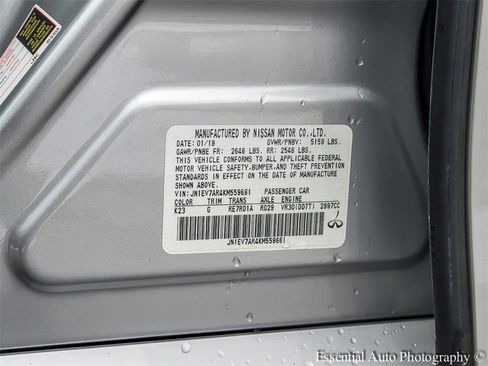 MANUFACTURED BY NISSAN MOTOR CO.,LTD.
DATE: 01/19 GVWR/PNBV: 5159 LBS.
GAWR/PNBE FR: 2646 LBS. RR: 2546 LBS.
THIS VEHICLE CONFORMS TO ALL APPLICABLE FEDERAL
MOTOR VEHICLE SAFETY,BUMPER,AND THEFT PREVENTION
STANDARDS IN EFFECT ON THE DATE OF MANUFACTURE
SHOWN ABOVE.
VIN: JN1EV7AR4KM559661 PASSENGER CAR
COLOR TRIM TRANS AXLE ENGINE
K23 G RE7R01A RG29 VR30(DDTT) 2997CC
JN1EV7AR4KM559661
Essential Auto Photography ©